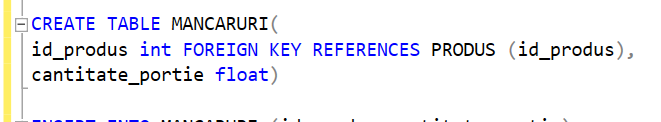 CREATE TABLE MANCARURI(
id_produs int FOREIGN KEY REFERENCES PRODUS (id_produs),
cantitate_portie float)